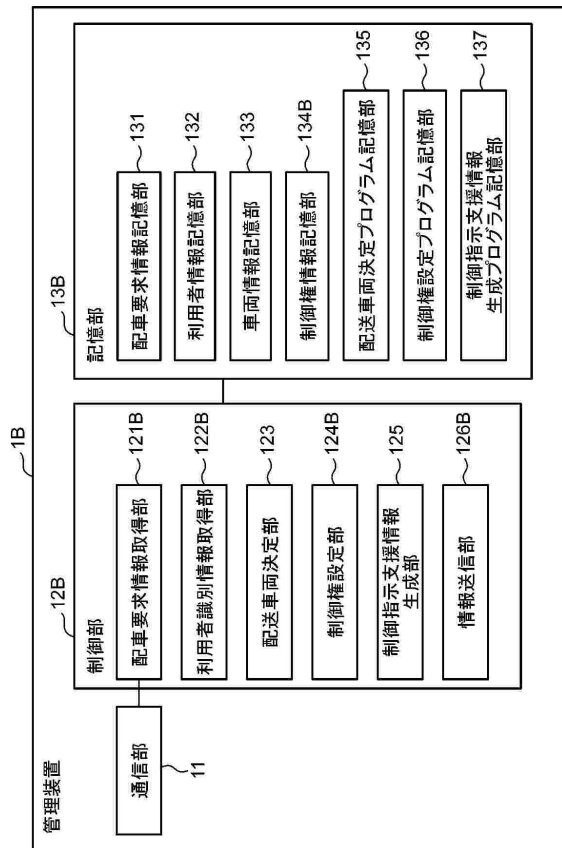 1B
管理装置
通信部
11
12B
制御部
配車要求情報取得部
121B
利用者識別情報取得部
122B
配送車両決定部
123
制御権設定部
124B
制御指示支援情報
生成部
125
情報送信部
126B
13B
記憶部
配車要求情報記憶部
131
利用者情報記憶部
132
車両情報記憶部
133
制御権情報記憶部
134B
配送車両決定プログラム記憶部
135
制御権設定プログラム記憶部
136
制御指示支援情報
生成プログラム記憶部
137